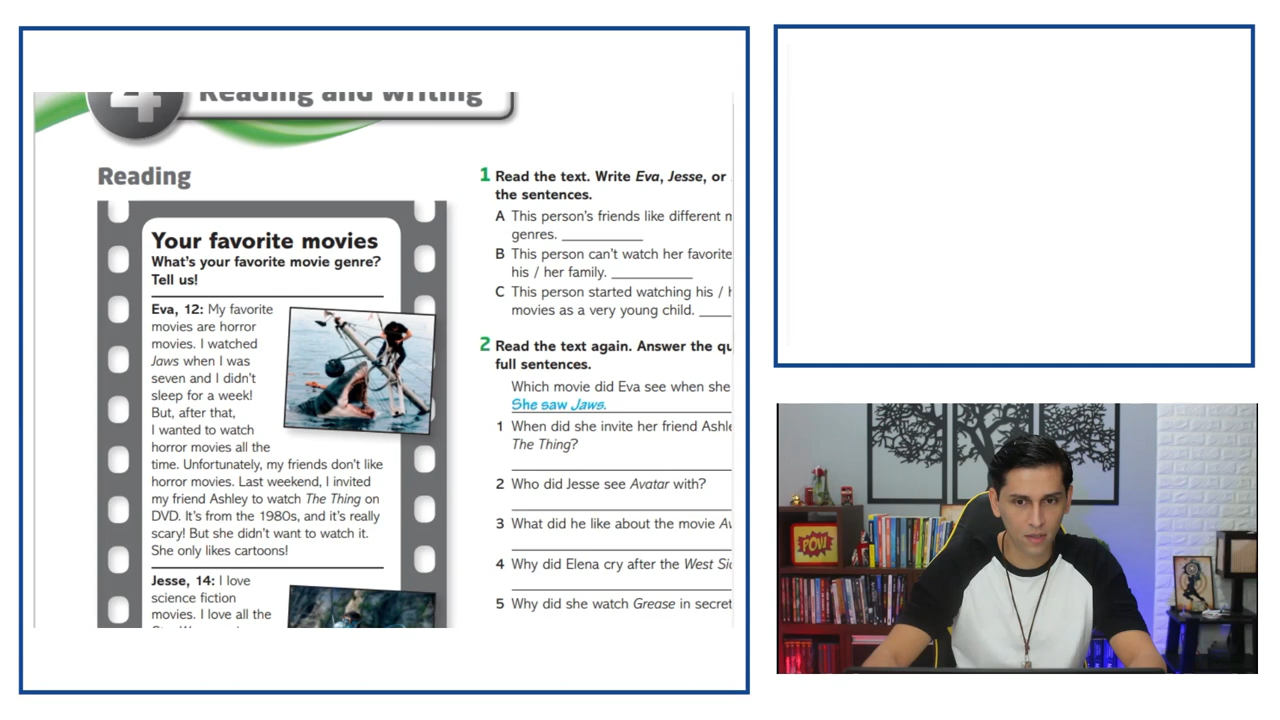 4 Reading and Writing
Reading
Your favorite movies
What's your favorite movie genre?
Tell us!
Eva, 12: My favorite
movies are horror
movies. I watched
Jaws when I was
seven and I didn't
sleep for a week!
But, after that,
I wanted to watch
horror movies all the
time. Unfortunately, my friends don't like
horror movies. Last weekend, I invited
my friend Ashley to watch The Thing on
DVD. It's from the 1980s, and it's really
scary! But she didn't want to watch it.
She only likes cartoons!
Jesse, 14: I love
science fiction
movies. I love all the
1 Read the text. Write Eva, Jesse, or
the sentences.
A This person's friends like different
genres. ____________
B This person can't watch her favorite
his / her family. ____________
C This person started watching his /
movies as a very young child. ____
2 Read the text again. Answer the
full sentences.
Which movie did Eva see when she
She saw Jaws.
1 When did she invite her friend
The Thing?
2 Who did Jesse see Avatar with?
3 What did he like about the movie
4 Why did Elena cry after the West
5 Why did she watch Grease in
POW!